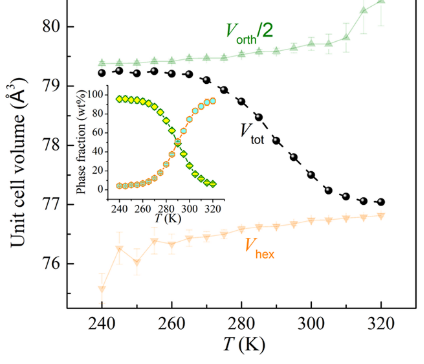 80
79
78
77
76
Unit cell volume (Å³)
V_orth/2
V_tot
V_hex
100
80
60
40
20
0
Phase fraction (wt%)
240 260 280 300 320
T (K)
240 260 280 300 320
T (K)